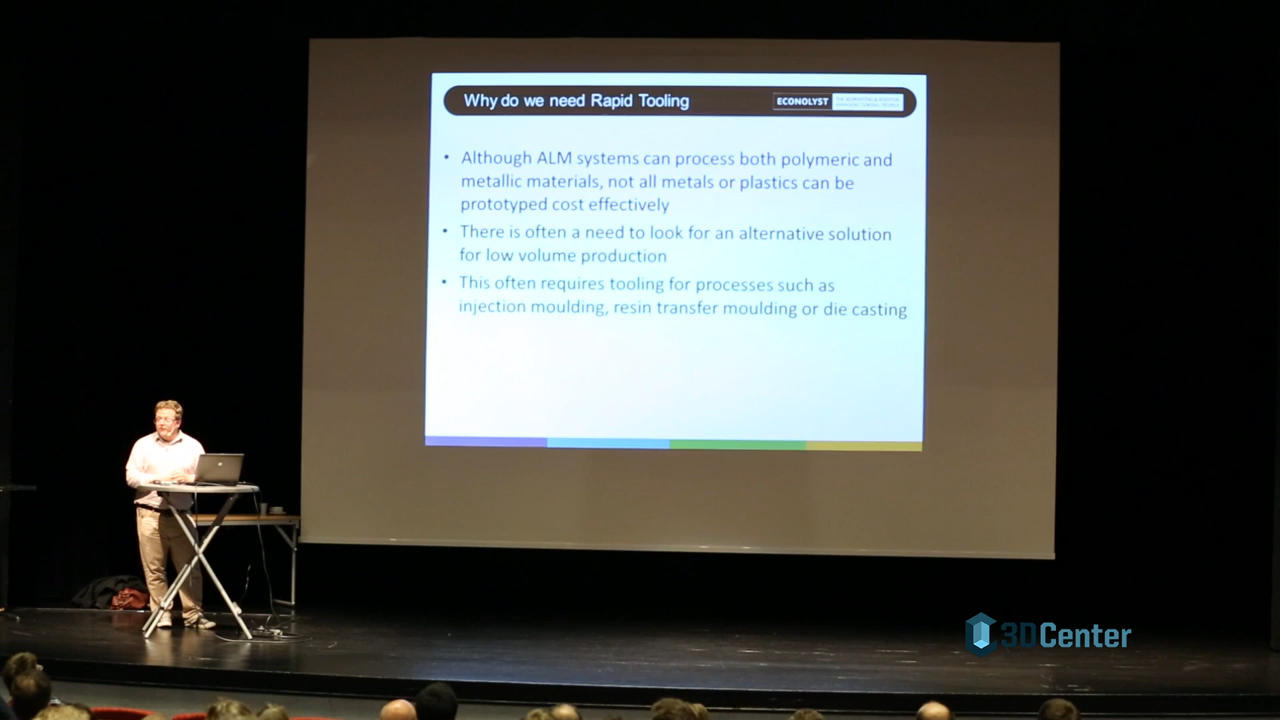 Why do we need Rapid Tooling
ECONOLYST
• Although ALM systems can process both polymeric and
metallic materials, not all metals or plastics can be
prototyped cost effectively
• There is often a need to look for an alternative solution
for low volume production
• This often requires tooling for processes such as
injection moulding, resin transfer moulding or die casting
3DCenter